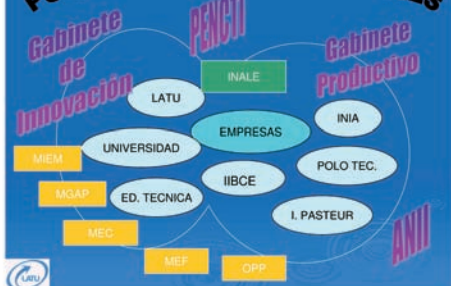 PENCTI
Gabinete
de
Innovación
Gabinete
Productivo
INALE
LATU
EMPRESAS
INIA
UNIVERSIDAD
POLO TEC.
IIBCE
ED. TECNICA
I. PASTEUR
MIEM
MGAP
MEC
MEF
OPP
ANII
LATU